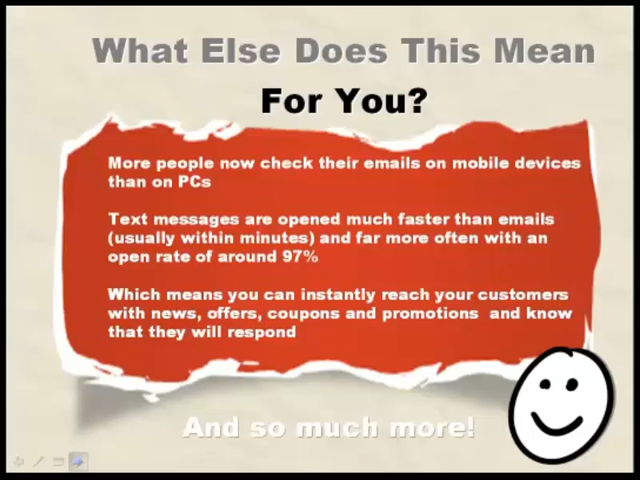 What Else Does This Mean
For You?
More people now check their emails on mobile devices
than on PCs
Text messages are opened much faster than emails
(usually within minutes) and far more often with an
open rate of around 97%
Which means you can instantly reach your customers
with news, offers, coupons and promotions and know
that they will respond
And so much more!